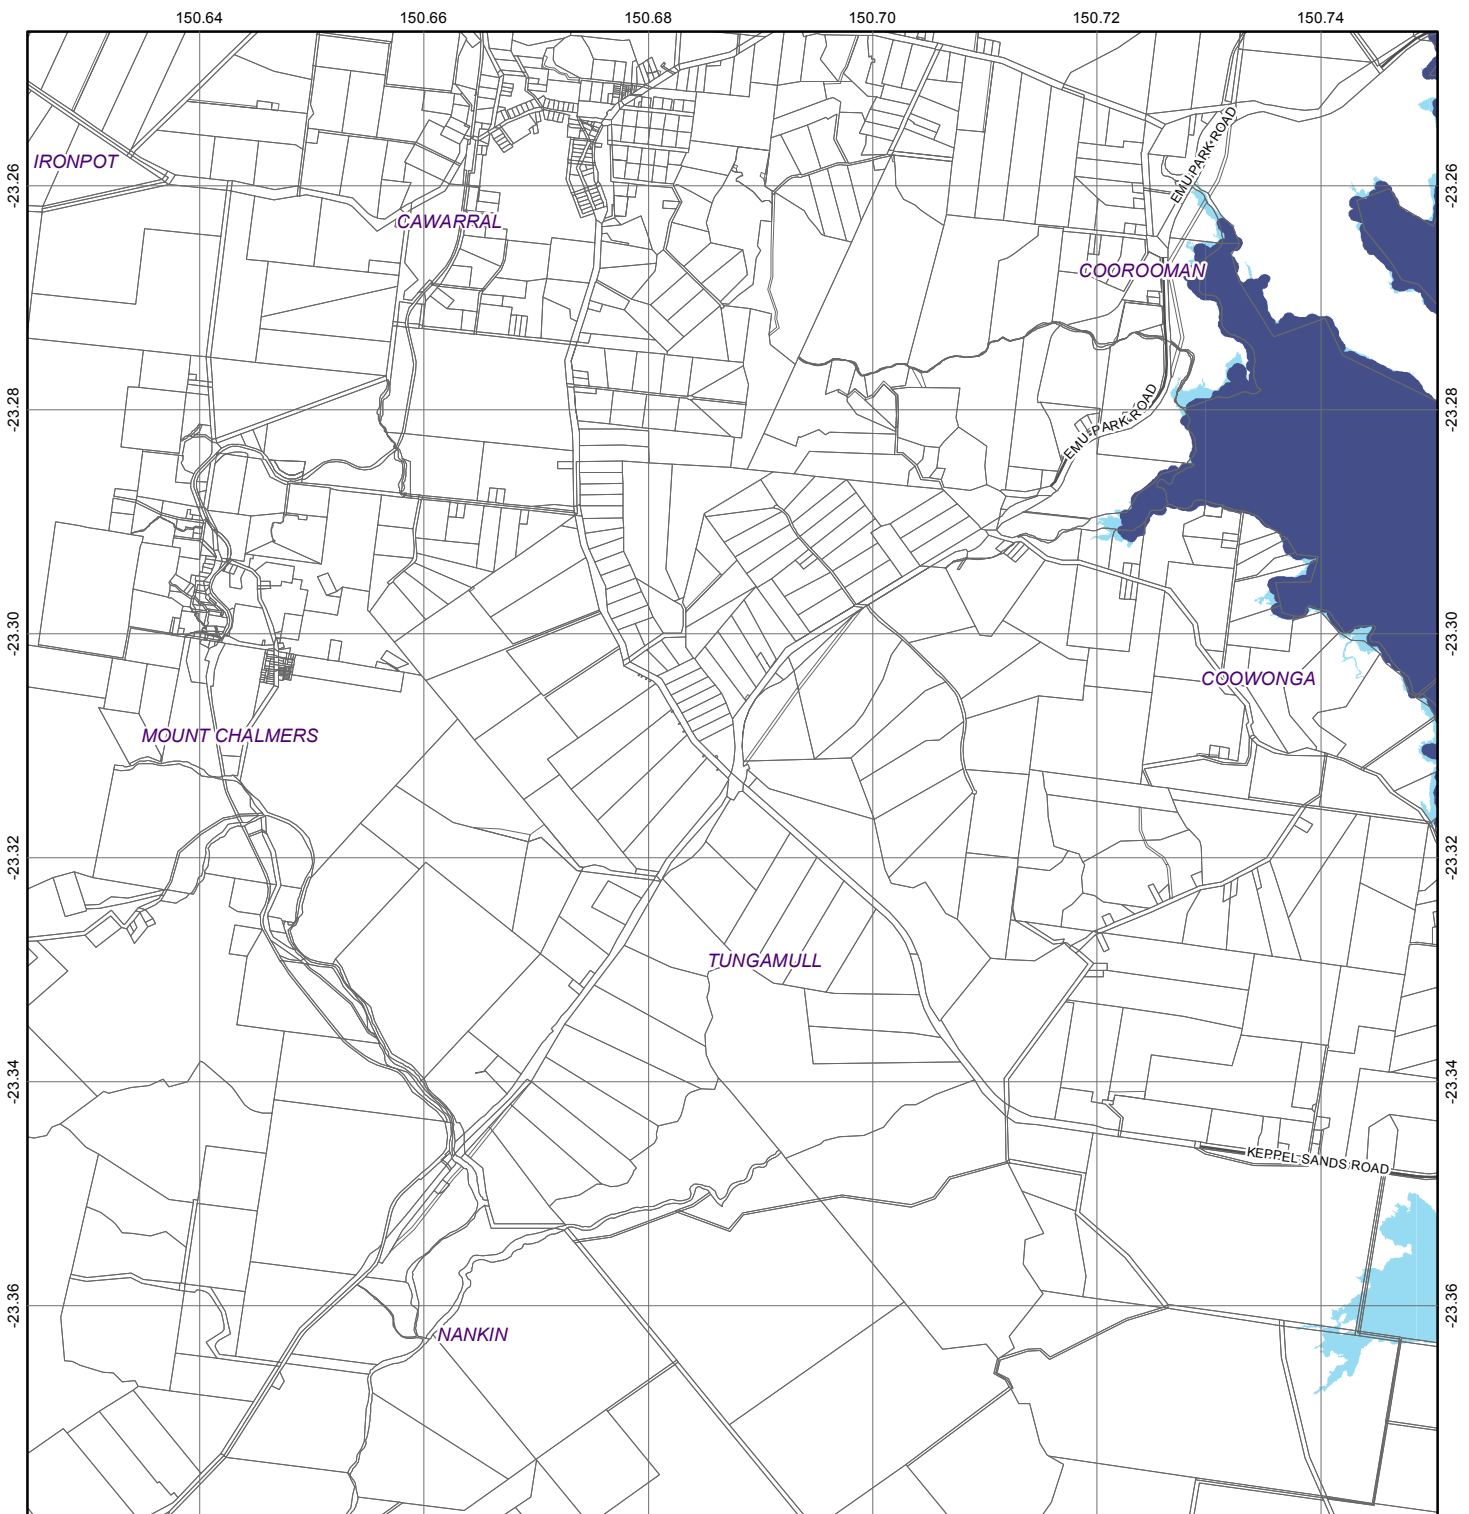 150.64 150.66 150.68 150.70 150.72 150.74
EMU PARK ROAD
IRONPOT
-23.26 -23.26
CAWARRAL
COOROOMAN
EMU PARK ROAD
-23.28 -23.28
-23.30 -23.30
COOWONGA
MOUNT CHALMERS
-23.32 -23.32
TUNGAMULL
-23.34 -23.34
KEPPEL SANDS ROAD
-23.36 -23.36
NANKIN